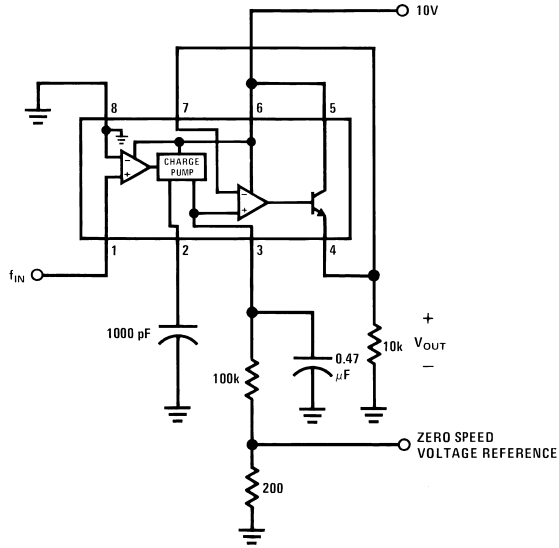 10V
8
7
6
5
−
+
CHARGE
PUMP
−
+
1
2
3
4
fIN
1000 pF
100k
0.47
μF
10k
+
VOUT
−
ZERO SPEED
VOLTAGE REFERENCE
200